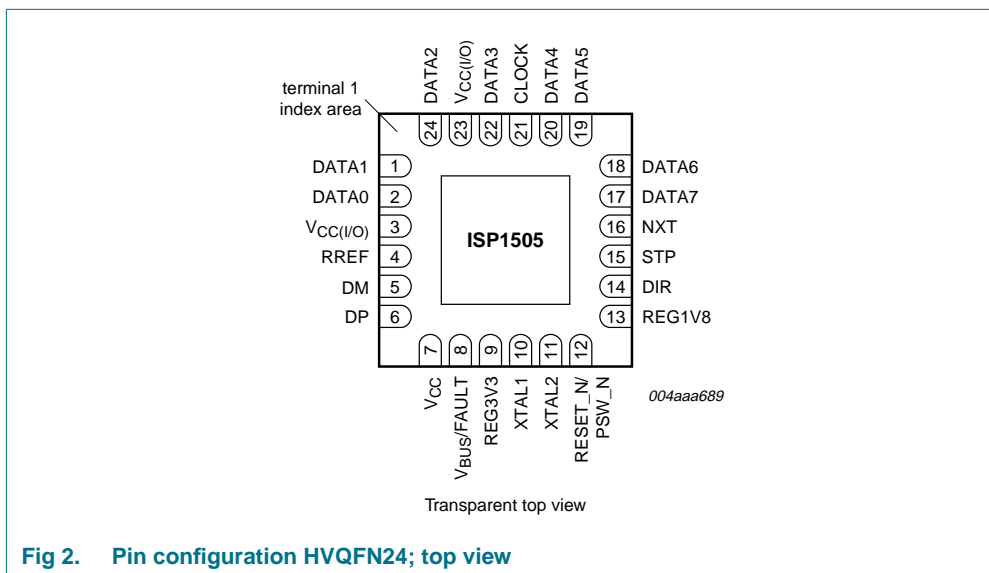 DATA2
VCC(I/O)
DATA3
CLOCK
DATA4
DATA5
terminal 1
index area
24
23
22
21
20
19
DATA1 1
DATA0 2
VCC(I/O) 3
RREF 4
DM 5
DP 6
ISP1505
18 DATA6
17 DATA7
16 NXT
15 STP
14 DIR
13 REG1V8
7
8
9
10
11
12
VCC
VBUS/FAULT
REG3V3
XTAL1
XTAL2
RESET_N/
PSW_N
004aaa689
Transparent top view
Fig 2. Pin configuration HVQFN24; top view